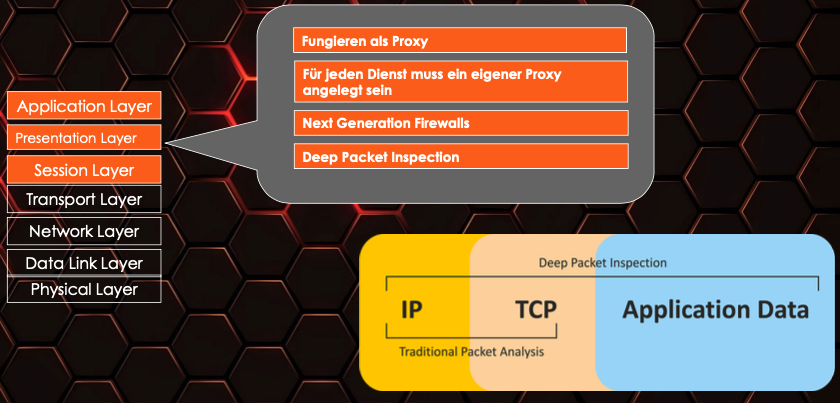 Application Layer
Presentation Layer
Session Layer
Transport Layer
Network Layer
Data Link Layer
Physical Layer
Fungieren als Proxy
Für jeden Dienst muss ein eigener Proxy
angelegt sein
Next Generation Firewalls
Deep Packet Inspection
Deep Packet Inspection
IP TCP Application Data
Traditional Packet Analysis